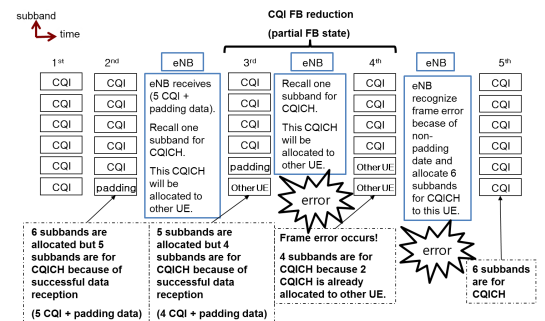 CQI FB reduction
(partial FB state)
subband
time
1st
2nd
eNB
3rd
eNB
4th
eNB
5th
CQI
CQI
CQI
CQI
CQI
CQI
CQI
CQI
CQI
CQI
CQI
padding
eNB receives
(5 CQI +
padding data).
Recall one
subband for
CQICH.
This CQICH
will be
allocated to
other UE.
CQI
CQI
CQI
CQI
padding
Other UE
Recall one
subband for
CQICH.
This CQICH
will be
allocated to
other UE.
error
CQI
CQI
CQI
CQI
Other UE
Other UE
eNB
recognize
frame error
becase of
non-
padding
date and
allocate 6
subbands
for CQICH
to this UE.
error
CQI
CQI
CQI
CQI
CQI
CQI
6 subbands are
allocated but 5
subbands are for
CQICH because of
successful data
reception
(5 CQI + padding data)
5 subbands are
allocated but 4
subbands are for
CQICH because of
successful data
reception
(4 CQI + padding data)
Frame error occurs!
4 subbands are for
CQICH because 2
CQICH is already
allocated to other UE.
6 subbands
are for
CQICH